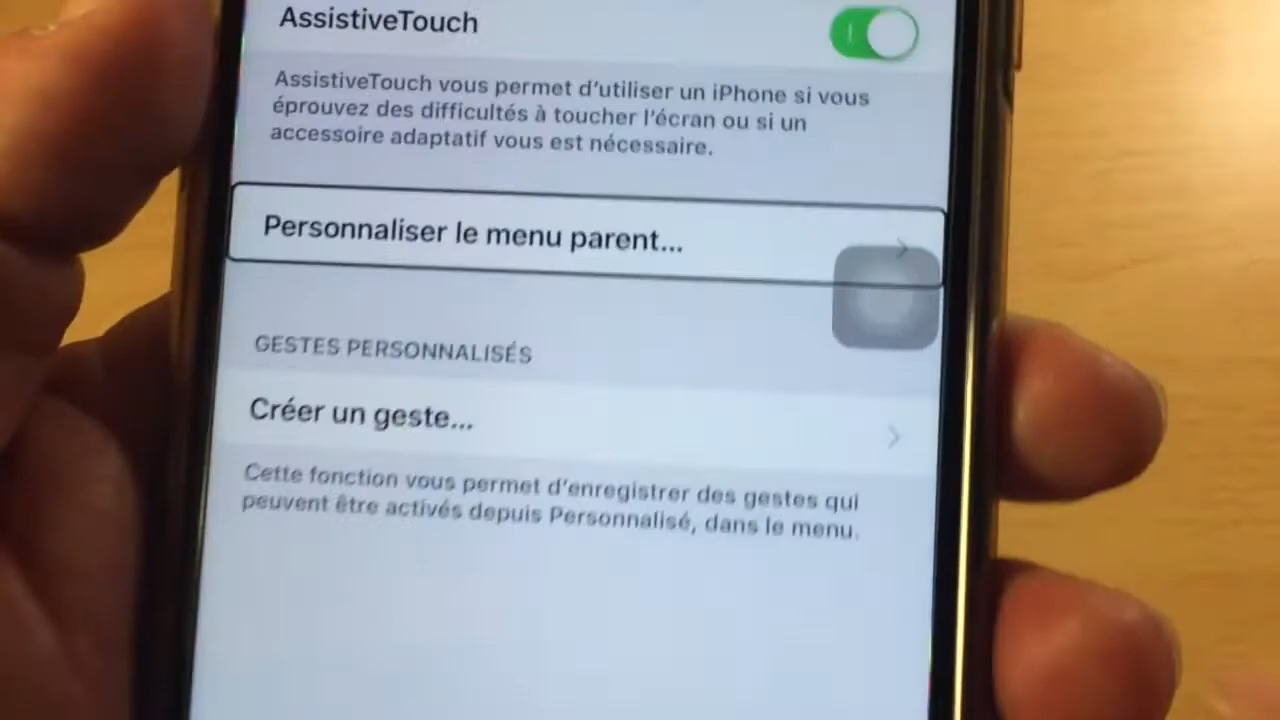 AssistiveTouch
AssistiveTouch vous permet d'utiliser un iPhone si vous
éprouvez des difficultés à toucher l'écran ou si un
accessoire adaptatif vous est nécessaire.
Personnaliser le menu parent...
GESTES PERSONNALISÉS
Créer un geste...
Cette fonction vous permet d'enregistrer des gestes qui
peuvent être activés depuis Personnalisé, dans le menu.